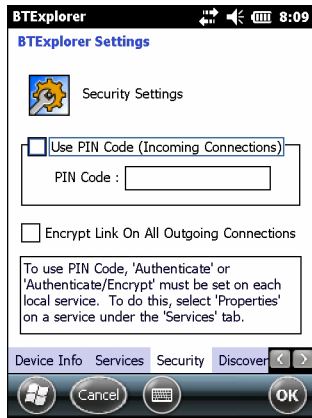 BTExplorer 8:09
BTExplorer Settings
Security Settings
Use PIN Code (Incoming Connections)
PIN Code :
Encrypt Link On All Outgoing Connections
To use PIN Code, 'Authenticate' or
'Authenticate/Encrypt' must be set on each
local service. To do this, select 'Properties'
on a service under the 'Services' tab.
Device Info Services Security Discover
Cancel OK